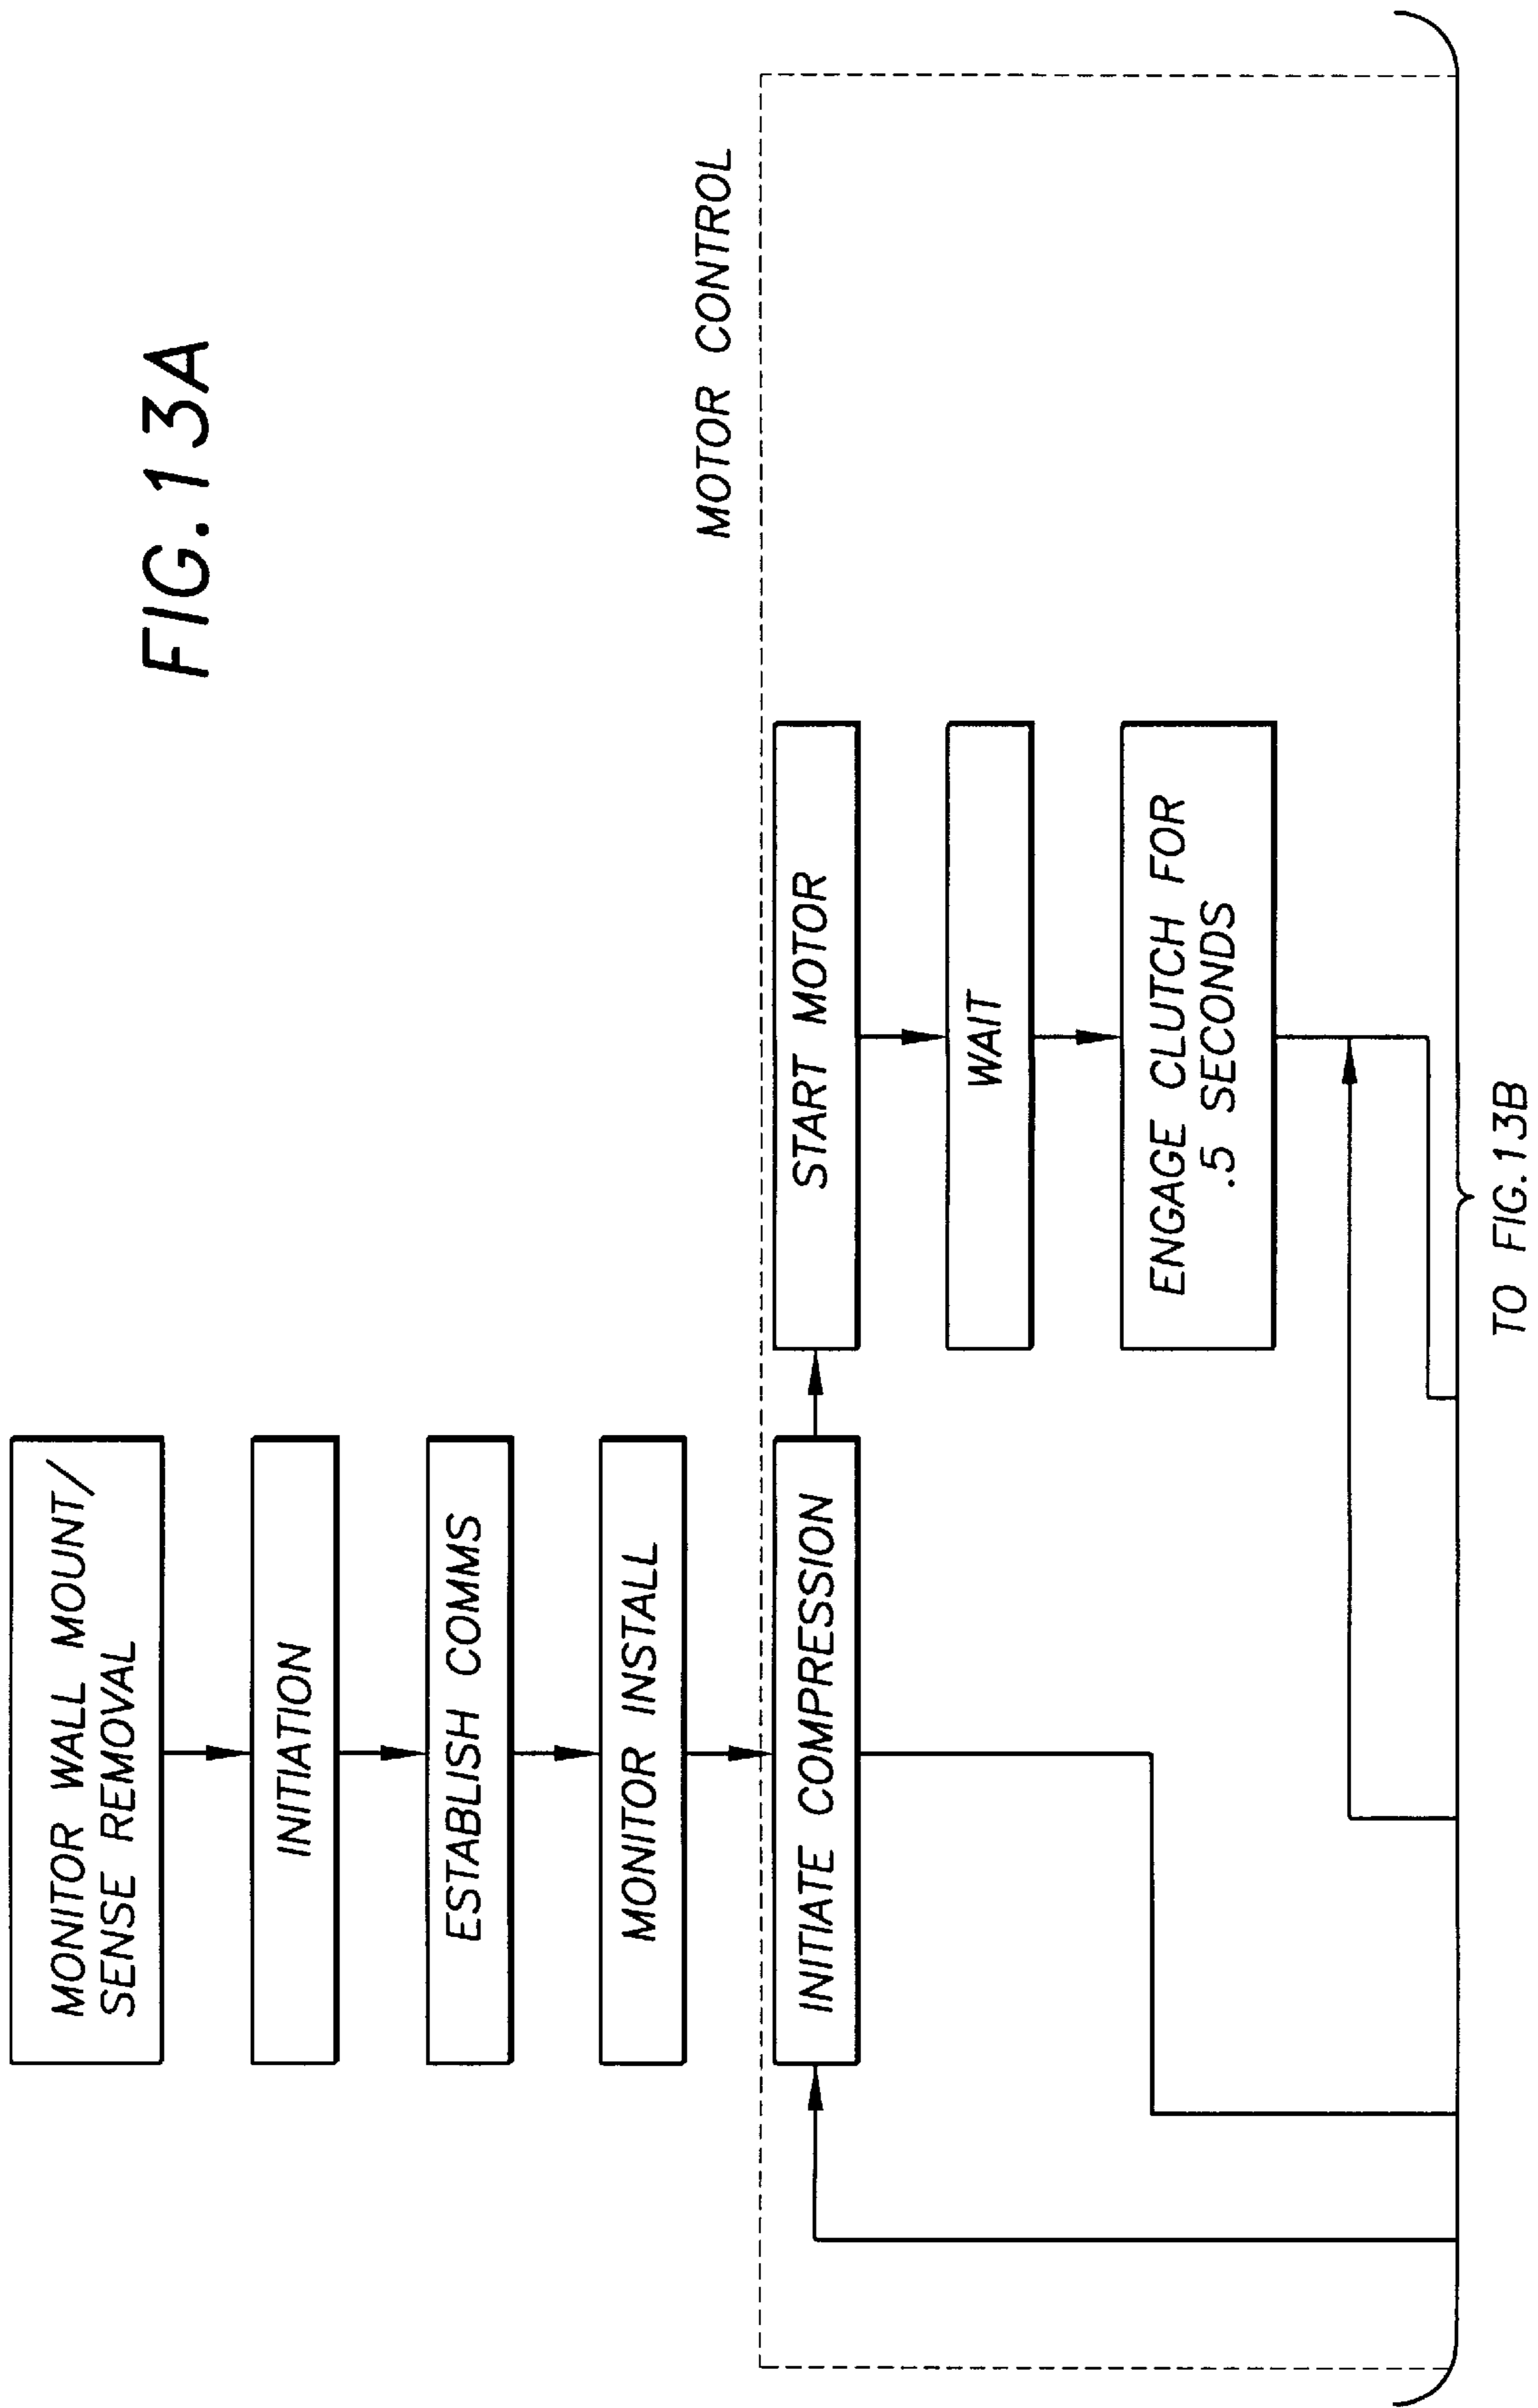 FIG.13A
MONITOR WALL MOUNT/
SENSE REMOVAL
INITIATION
ESTABLISH COMMS
MONITOR INSTALL
MOTOR CONTROL
INITIATE COMPRESSION
START MOTOR
WAIT
ENGAGE CLUTCH FOR
.5 SECONDS
TO FIG.13B